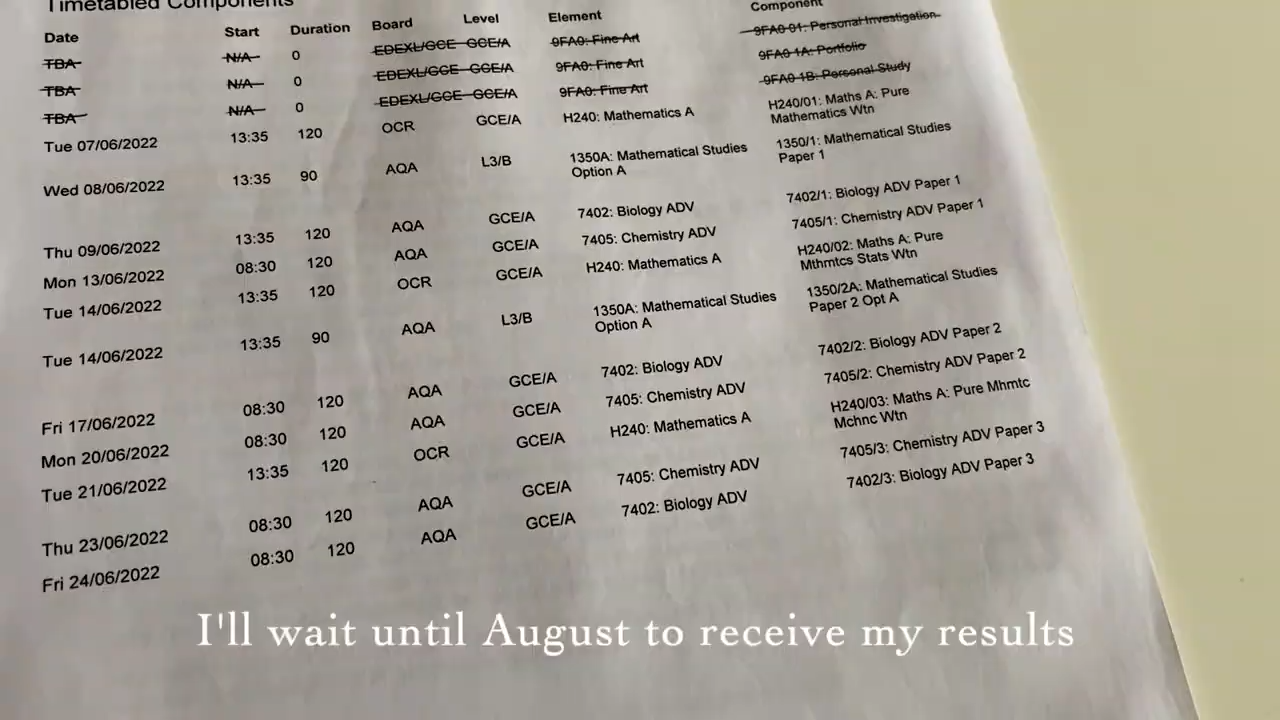 Timetabled Components
Date Start Duration Board Level Element Component
TBA N/A 0 EDEXL/GCE GCE/A 9FA0: Fine Art 9FA0 01: Personal Investigation
TBA N/A 0 EDEXL/GCE GCE/A 9FA0: Fine Art 9FA0 1A: Portfolio
TBA N/A 0 EDEXL/GCE GCE/A 9FA0: Fine Art 9FA0 1B: Personal Study
Tue 07/06/2022 13:35 120 OCR GCE/A H240: Mathematics A H240/01: Maths A: Pure
Mathematics Wtn
Wed 08/06/2022 13:35 90 AQA L3/B 1350A: Mathematical Studies 1350/1: Mathematical Studies
Option A Paper 1
Thu 09/06/2022 13:35 120 AQA GCE/A 7402: Biology ADV 7402/1: Biology ADV Paper 1
Mon 13/06/2022 08:30 120 AQA GCE/A 7405: Chemistry ADV 7405/1: Chemistry ADV Paper 1
Tue 14/06/2022 13:35 120 OCR GCE/A H240: Mathematics A H240/02: Maths A: Pure
Mthmtcs Stats Wtn
Tue 14/06/2022 13:35 90 AQA L3/B 1350A: Mathematical Studies 1350/2A: Mathematical Studies
Option A Paper 2 Opt A
Fri 17/06/2022 08:30 120 AQA GCE/A 7402: Biology ADV 7402/2: Biology ADV Paper 2
Mon 20/06/2022 08:30 120 AQA GCE/A 7405: Chemistry ADV 7405/2: Chemistry ADV Paper 2
Tue 21/06/2022 13:35 120 OCR GCE/A H240: Mathematics A H240/03: Maths A: Pure Mhmtc
Mchnc Wtn
Thu 23/06/2022 08:30 120 AQA GCE/A 7405: Chemistry ADV 7405/3: Chemistry ADV Paper 3
Fri 24/06/2022 08:30 120 AQA GCE/A 7402: Biology ADV 7402/3: Biology ADV Paper 3
I'll wait until August to receive my results